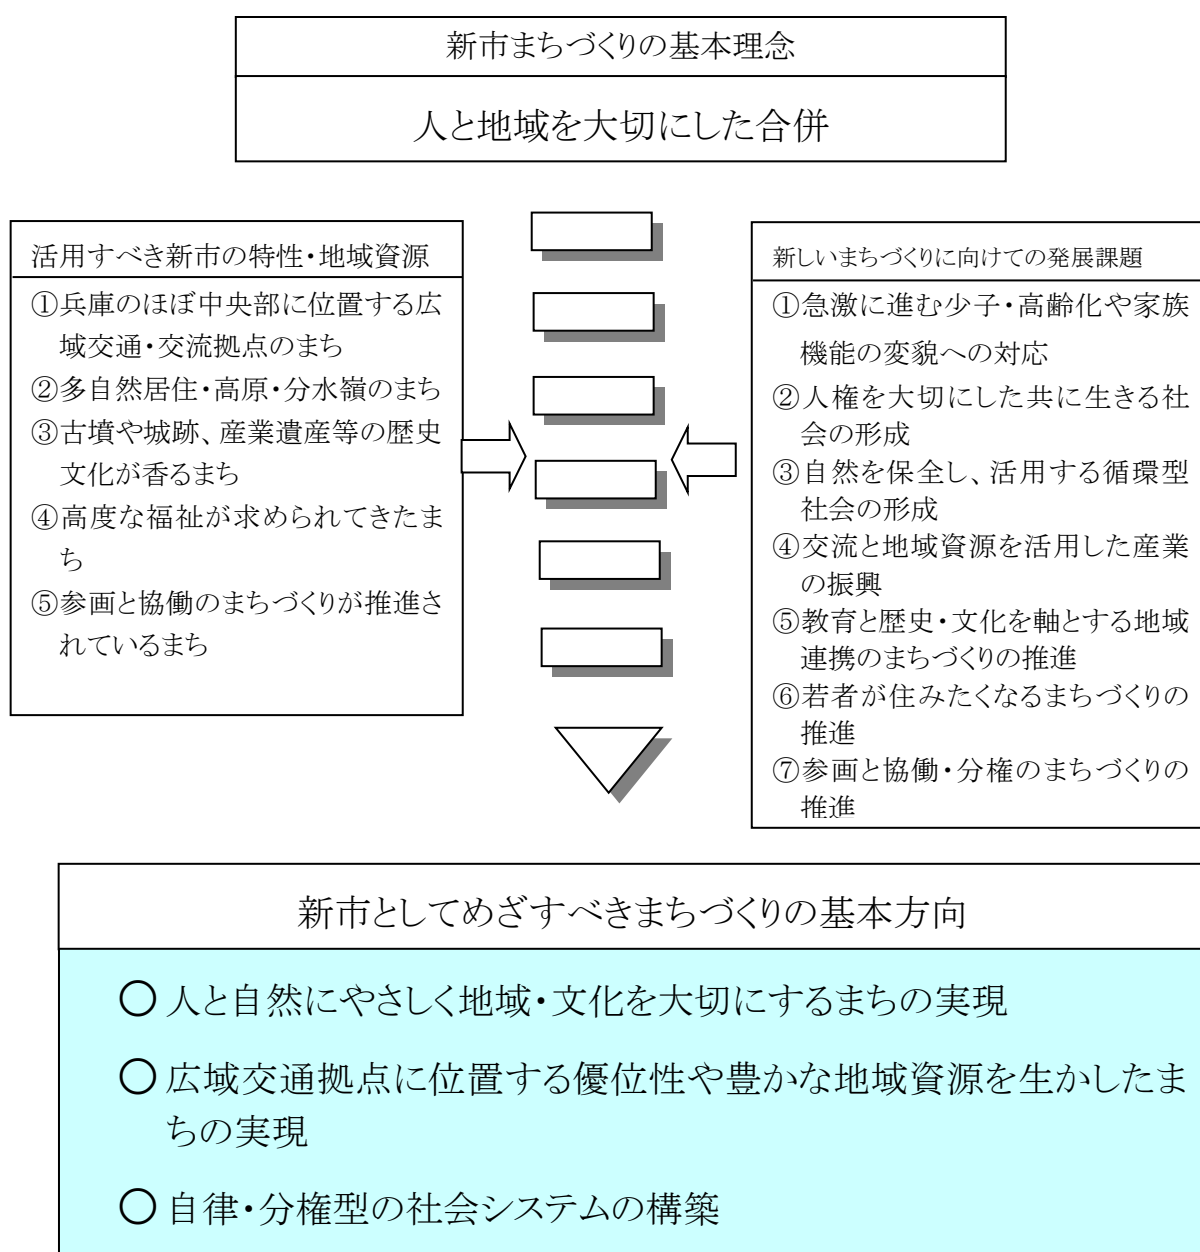 新市まちづくりの基本理念
人と地域を大切にした合併
活用すべき新市の特性・地域資源
①兵庫のほぼ中央部に位置する広
域交通・交流拠点のまち
②多自然居住・高原・分水嶺のまち
③古墳や城跡、産業遺産等の歴史
文化が香るまち
④高度な福祉が求められてきたま
ち
⑤参画と協働のまちづくりが推進さ
れているまち
新しいまちづくりに向けての発展課題
①急激に進む少子・高齢化や家族
機能の変貌への対応
②人権を大切にした共に生きる社
会の形成
③自然を保全し、活用する循環型
社会の形成
④交流と地域資源を活用した産業
の振興
⑤教育と歴史・文化を軸とする地域
連携のまちづくりの推進
⑥若者が住みたくなるまちづくりの
推進
⑦参画と協働・分権のまちづくりの
推進
新市としてめざすべきまちづくりの基本方向
○人と自然にやさしく地域・文化を大切にするまちの実現
○広域交通拠点に位置する優位性や豊かな地域資源を生かしたま
ちの実現
○自律・分権型の社会システムの構築